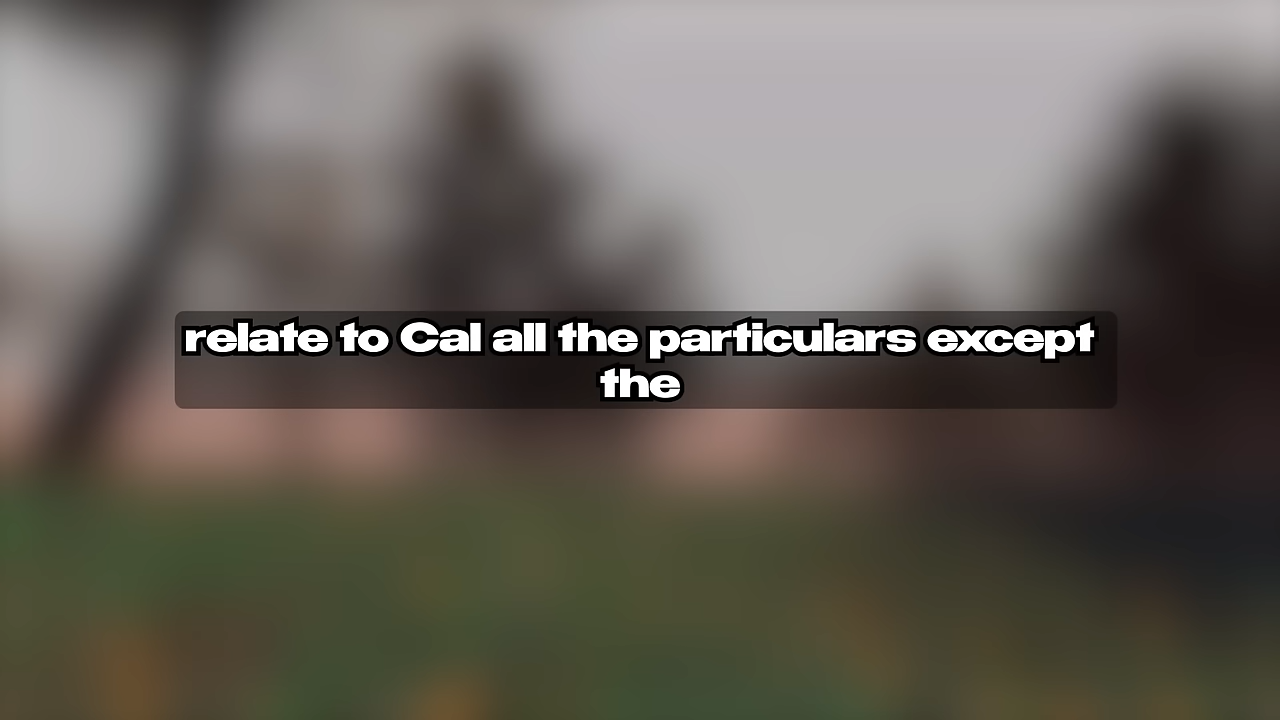 relate to Cal all the particulars except
the